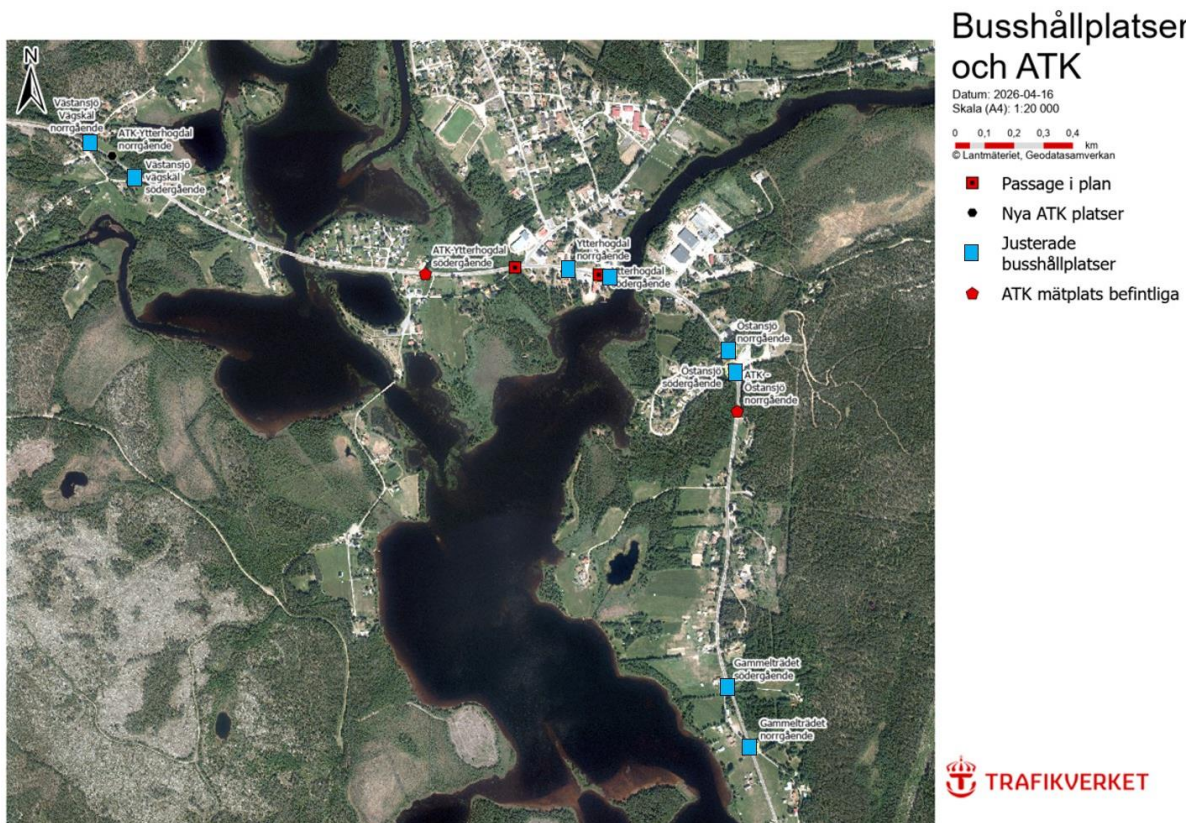 Busshållplatser
och ATK
Datum: 2026-04-16
Skala (A4): 1:20 000
0 0,1 0,2 0,3 0,4
km
© Lantmäteriet, Geodatasamverkan
Passage i plan
Nya ATK platser
Justerade
busshållplatser
ATK mätplats befintliga
N
Västansjö
Vägskäl
norrgående
ATK-Ytterhogdal
norrgående
Västansjö
vägskäl
södergående
ATK-Ytterhogdal
södergående
Ytterhogdal
norrgående
tterhogdal
södergående
Östansjö
norrgående
Östansjö
södergående
ATK -
Östansjö
norrgående
Gammelträdet
södergående
Gammelträdet
norrgående
TRAFIKVERKET